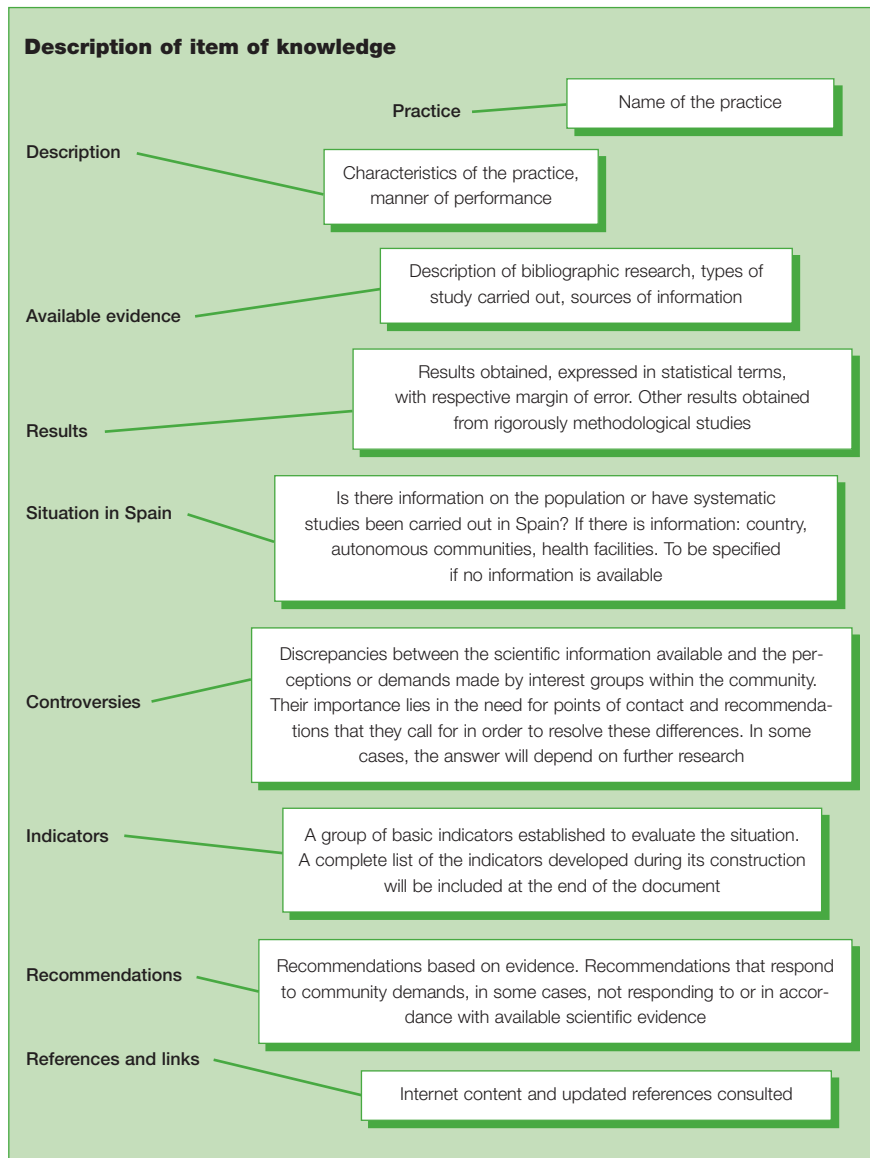 Description of item of knowledge
Practice
Name of the practice
Description
Characteristics of the practice,
manner of performance
Available evidence
Description of bibliographic research, types of
study carried out, sources of information
Results
Results obtained, expressed in statistical terms,
with respective margin of error. Other results obtained
from rigorously methodological studies
Situation in Spain
Is there information on the population or have systematic
studies been carried out in Spain? If there is information: country,
autonomous communities, health facilities. To be specified
if no information is available
Controversies
Discrepancies between the scientific information available and the per-
ceptions or demands made by interest groups within the community.
Their importance lies in the need for points of contact and recommenda-
tions that they call for in order to resolve these differences. In some
cases, the answer will depend on further research
Indicators
A group of basic indicators established to evaluate the situation.
A complete list of the indicators developed during its construction
will be included at the end of the document
Recommendations
Recommendations based on evidence. Recommendations that respond
to community demands, in some cases, not responding to or in accor-
dance with available scientific evidence
References and links
Internet content and updated references consulted